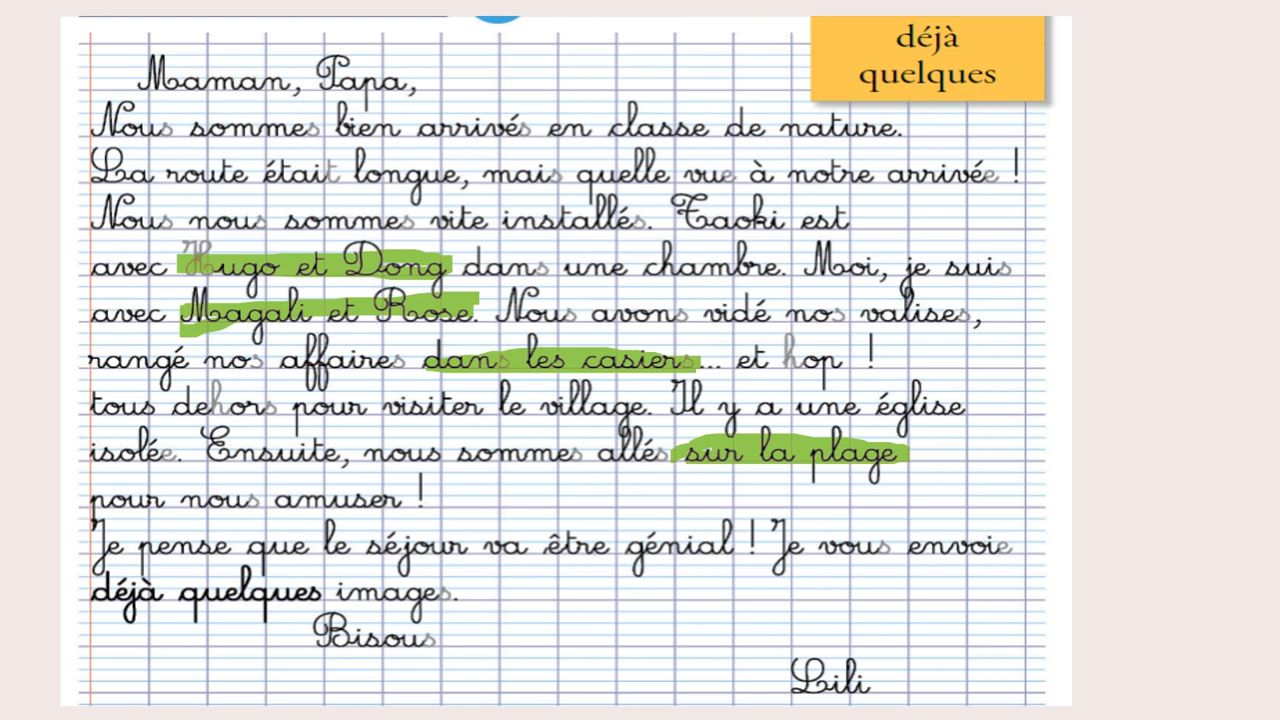 déjà
quelques
Maman, Papa,
Nous sommes bien arrivés en classe de nature.
La route était longue, mais quelle vue à notre arrivée !
Nous nous sommes vite installés. Taoki est
avec Hugo et Dong dans une chambre. Moi, je suis
avec Magali et Rose. Nous avons vidé nos valises,
rangé nos affaires dans les casiers... et hop !
tous dehors pour visiter le village. Il y a une église
isolée. Ensuite, nous sommes allés sur la plage
pour nous amuser !
Je pense que le séjour va être génial ! Je vous envoie
déjà quelques images.
Bisous
Lili